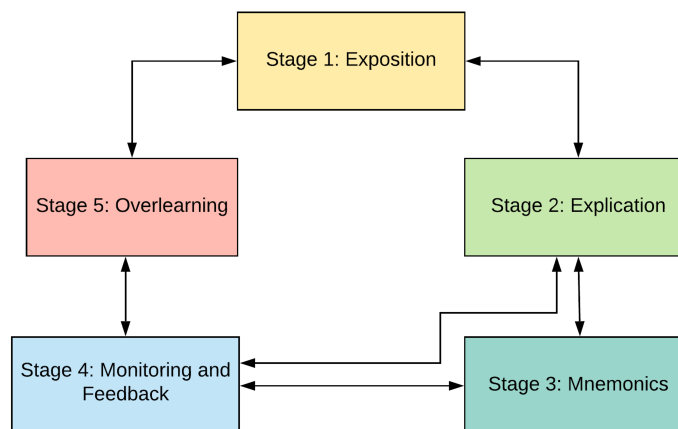 Stage 1: Exposition
Stage 5: Overlearning
Stage 2: Explication
Stage 4: Monitoring and
Feedback
Stage 3: Mnemonics